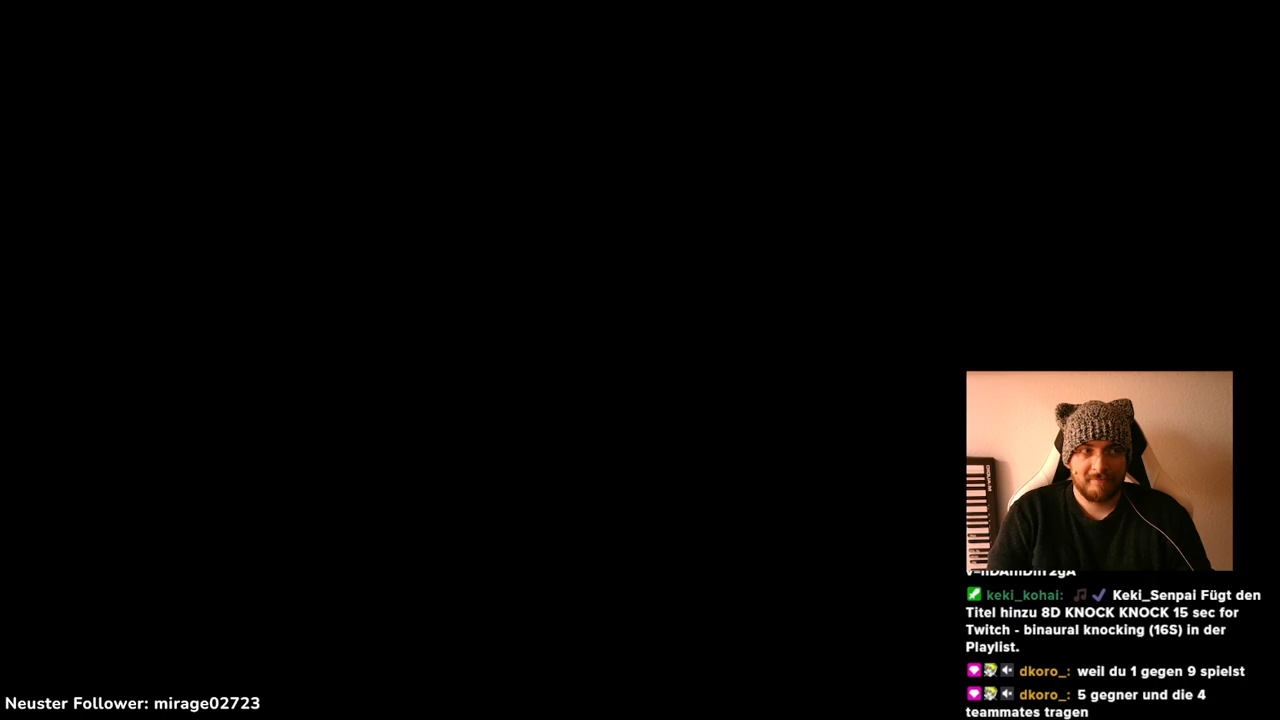 keki_kohai: Keki_Senpai Fügt den
Titel hinzu 8D KNOCK KNOCK 15 sec for
Twitch - binaural knocking (16S) in der
Playlist.
dkoro_: weil du 1 gegen 9 spielst
dkoro_: 5 gegner und die 4
teammates tragen
Neuster Follower: mirage02723